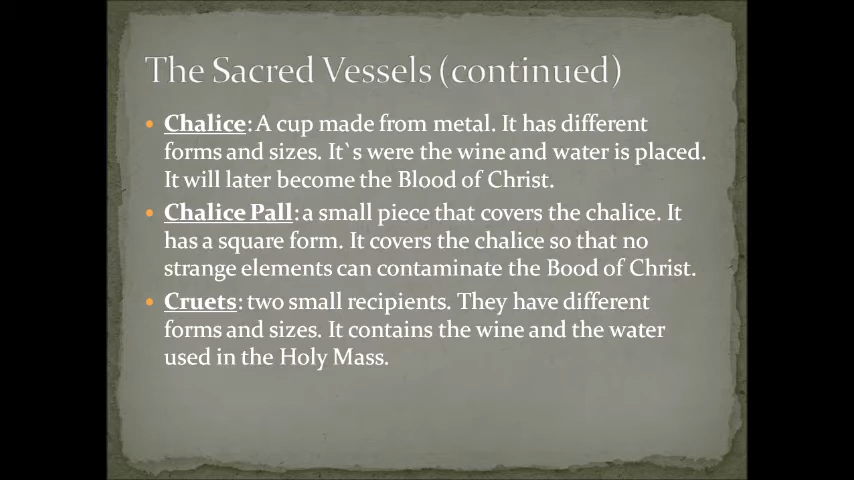 The Sacred Vessels (continued)
• Chalice: A cup made from metal. It has different
forms and sizes. It`s were the wine and water is placed.
It will later become the Blood of Christ.
• Chalice Pall: a small piece that covers the chalice. It
has a square form. It covers the chalice so that no
strange elements can contaminate the Bood of Christ.
• Cruets: two small recipients. They have different
forms and sizes. It contains the wine and the water
used in the Holy Mass.